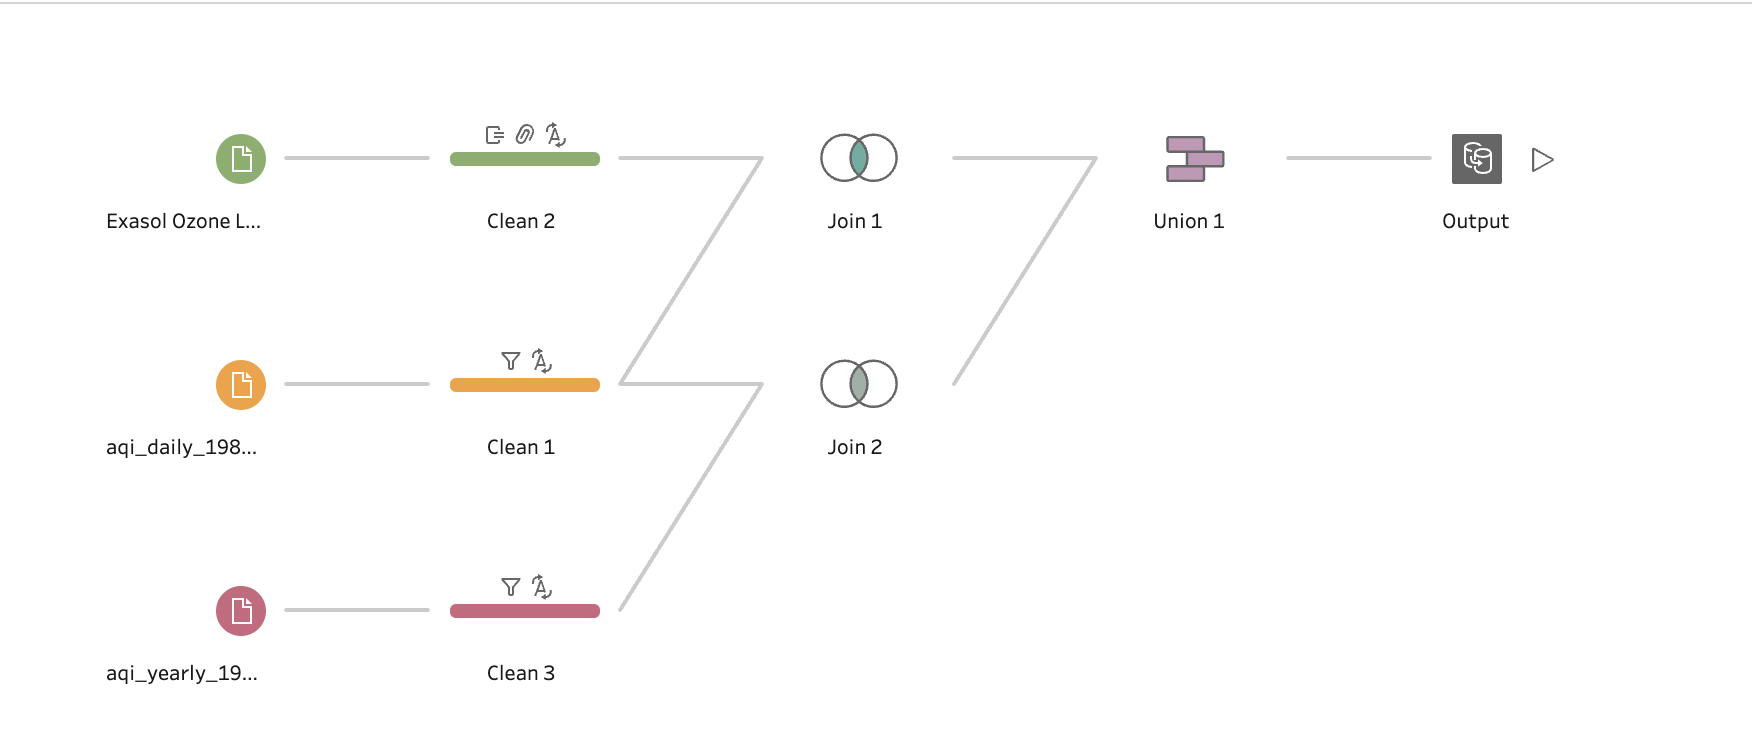 Exasol Ozone L...
Clean 2
Join 1
Union 1
Output
aqi_daily_198...
Clean 1
Join 2
aqi_yearly_19...
Clean 3